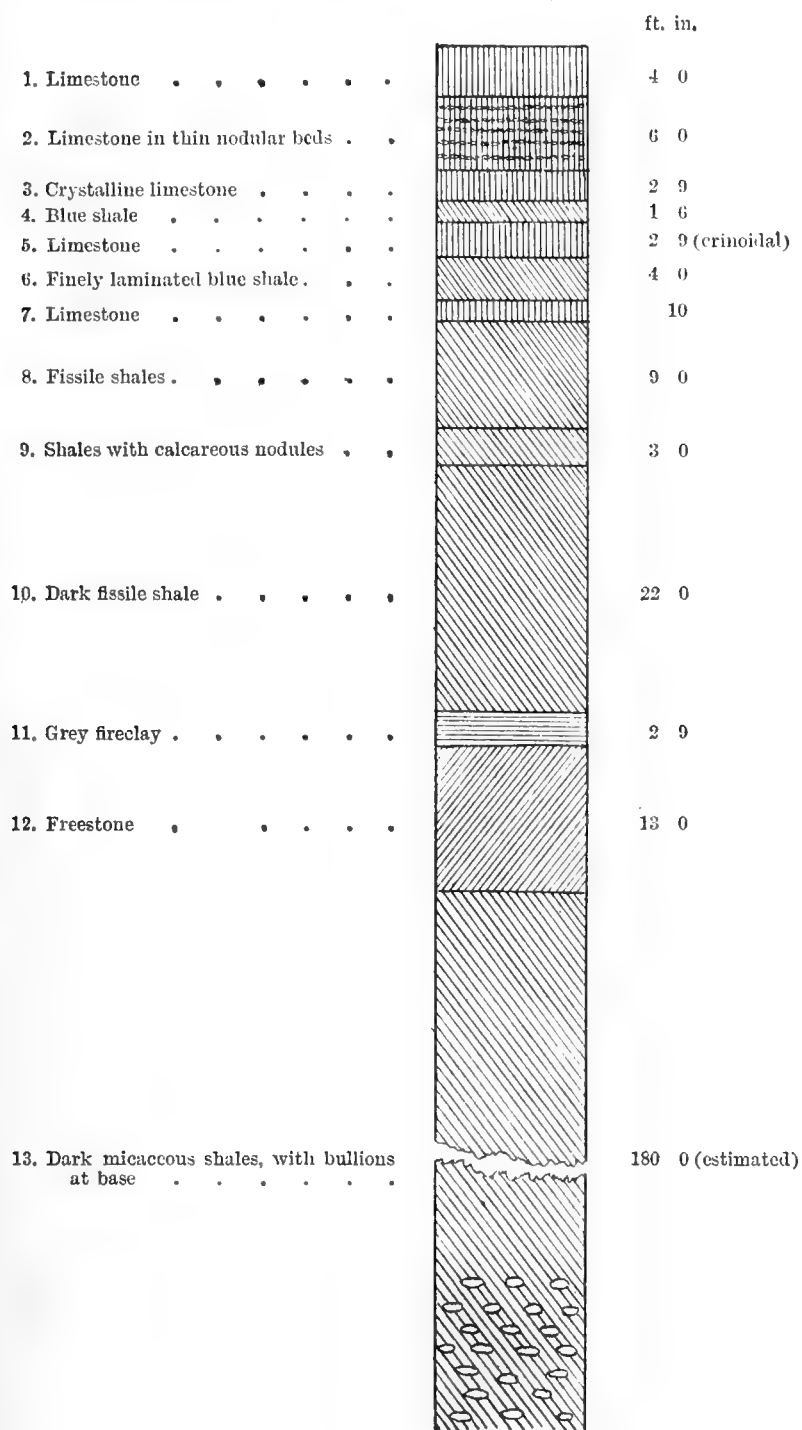 ft. in.
1. Limestone . . . . . . 4 0
2. Limestone in thin nodular beds . . 6 0
3. Crystalline limestone . . . . 2 9
4. Blue shale . . . . . . 1 6
5. Limestone . . . . . . 2 9 (crinoidal)
6. Finely laminated blue shale . . . 4 0
7. Limestone . . . . . . 10
8. Fissile shales . . . . . . 9 0
9. Shales with calcareous nodules . . 3 0
10. Dark fissile shale . . . . . 22 0
11. Grey fireclay . . . . . . 2 9
12. Freestone . . . . . 13 0
13. Dark micaceous shales, with bullions 180 0 (estimated)
at base . . . . . .